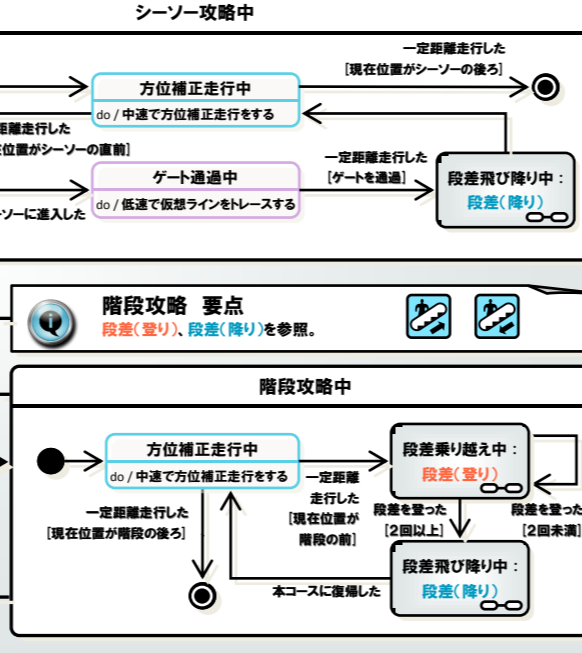 シーソー攻略中
一定距離走行した
[現在位置がシーソーの後ろ]
方位補正走行中
do / 中速で方位補正走行をする
距離走行した
位置がシーソーの直前]
一定距離走行した
[ゲートを通過]
ゲート通過中
do / 低速で仮想ラインをトレースする
ソーに進入した
段差飛び降り中：
段差(降り)
階段攻略 要点
段差(登り)、段差(降り)を参照。
階段攻略中
方位補正走行中
do / 中速で方位補正走行をする
一定距離
走行した
[現在位置が
階段の前]
段差乗り越え中：
段差(登り)
一定距離走行した
[現在位置が階段の後ろ]
段差を登った
[2回以上]
段差を登った
[2回未満]
段差飛び降り中：
段差(降り)
本コースに復帰した